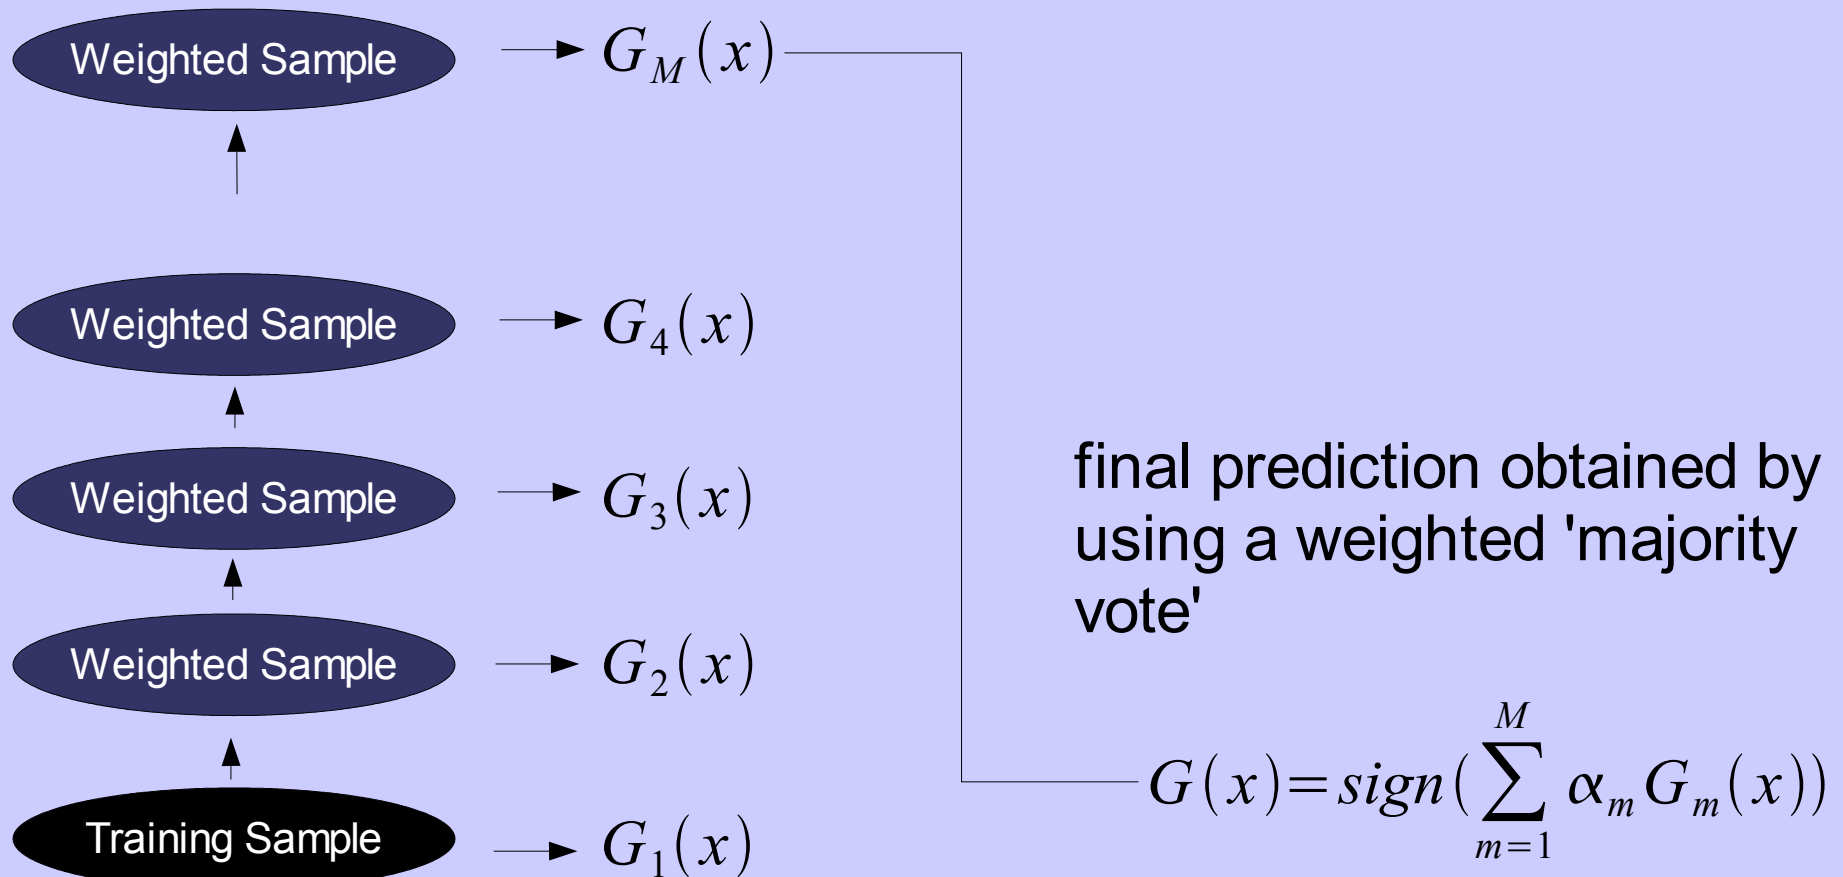 Weighted Sample G_M(x)
Weighted Sample G_4(x)
Weighted Sample G_3(x)
Weighted Sample G_2(x)
Training Sample G_1(x)
final prediction obtained by
using a weighted 'majority
vote'
G(x)=sign(∑_{m=1}^{M} α_m G_m(x))